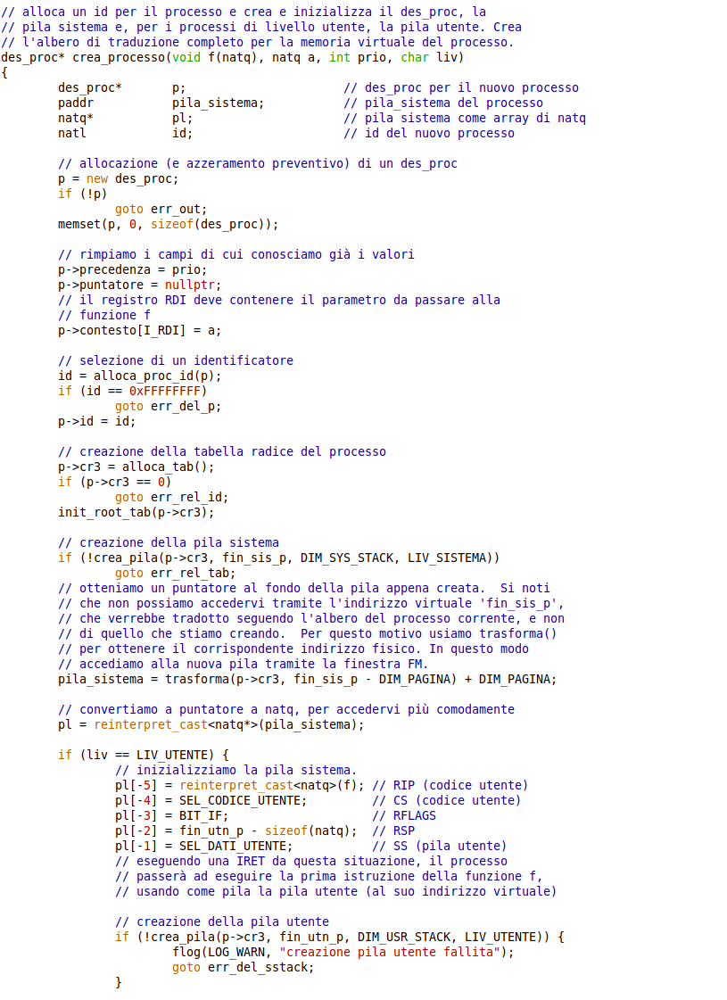 // alloca un id per il processo e crea e inizializza il des_proc, la
// pila sistema e, per i processi di livello utente, la pila utente. Crea
// l'albero di traduzione completo per la memoria virtuale del processo.
des_proc* crea_processo(void f(natq), natq a, int prio, char liv)
{
        des_proc*       p;                      // des_proc per il nuovo processo
        paddr           pila_sistema;           // pila_sistema del processo
        natq*           pl;                     // pila sistema come array di natq
        natl            id;                     // id del nuovo processo

        // allocazione (e azzeramento preventivo) di un des_proc
        p = new des_proc;
        if (!p)
                goto err_out;
        memset(p, 0, sizeof(des_proc));

        // rimpiamo i campi di cui conosciamo già i valori
        p->precedenza = prio;
        p->puntatore = nullptr;
        // il registro RDI deve contenere il parametro da passare alla
        // funzione f
        p->contesto[I_RDI] = a;

        // selezione di un identificatore
        id = alloca_proc_id(p);
        if (id == 0xFFFFFFFF)
                goto err_del_p;
        p->id = id;

        // creazione della tabella radice del processo
        p->cr3 = alloca_tab();
        if (p->cr3 == 0)
                goto err_rel_id;
        init_root_tab(p->cr3);

        // creazione della pila sistema
        if (!crea_pila(p->cr3, fin_sis_p, DIM_SYS_STACK, LIV_SISTEMA))
                goto err_rel_tab;
        // otteniamo un puntatore al fondo della pila appena creata.  Si noti
        // che non possiamo accedervi tramite l'indirizzo virtuale 'fin_sis_p',
        // che verrebbe tradotto seguendo l'albero del processo corrente, e non
        // di quello che stiamo creando.  Per questo motivo usiamo trasforma()
        // per ottenere il corrispondente indirizzo fisico. In questo modo
        // accediamo alla nuova pila tramite la finestra FM.
        pila_sistema = trasforma(p->cr3, fin_sis_p - DIM_PAGINA) + DIM_PAGINA;

        // convertiamo a puntatore a natq, per accedervi più comodamente
        pl = reinterpret_cast<natq*>(pila_sistema);

        if (liv == LIV_UTENTE) {
                // inizializziamo la pila sistema.
                pl[-5] = reinterpret_cast<natq>(f); // RIP (codice utente)
                pl[-4] = SEL_CODICE_UTENTE;         // CS (codice utente)
                pl[-3] = BIT_IF;                    // RFLAGS
                pl[-2] = fin_utn_p - sizeof(natq);  // RSP
                pl[-1] = SEL_DATI_UTENTE;           // SS (pila utente)
                // eseguendo una IRET da questa situazione, il processo
                // passerà ad eseguire la prima istruzione della funzione f,
                // usando come pila la pila utente (al suo indirizzo virtuale)

                // creazione della pila utente
                if (!crea_pila(p->cr3, fin_utn_p, DIM_USR_STACK, LIV_UTENTE)) {
                        flog(LOG_WARN, "creazione pila utente fallita");
                        goto err_del_sstack;
                }